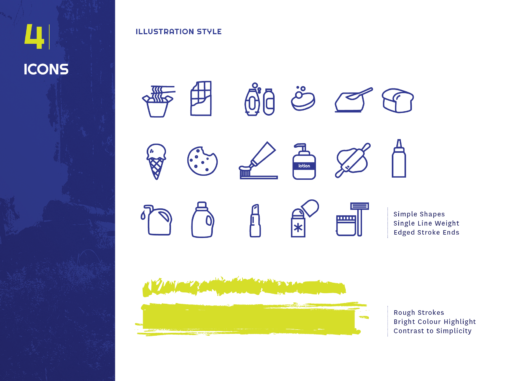 4
ICONS
ILLUSTRATION STYLE
lotion
Simple Shapes
Single Line Weight
Edged Stroke Ends
Rough Strokes
Bright Colour Highlight
Contrast to Simplicity